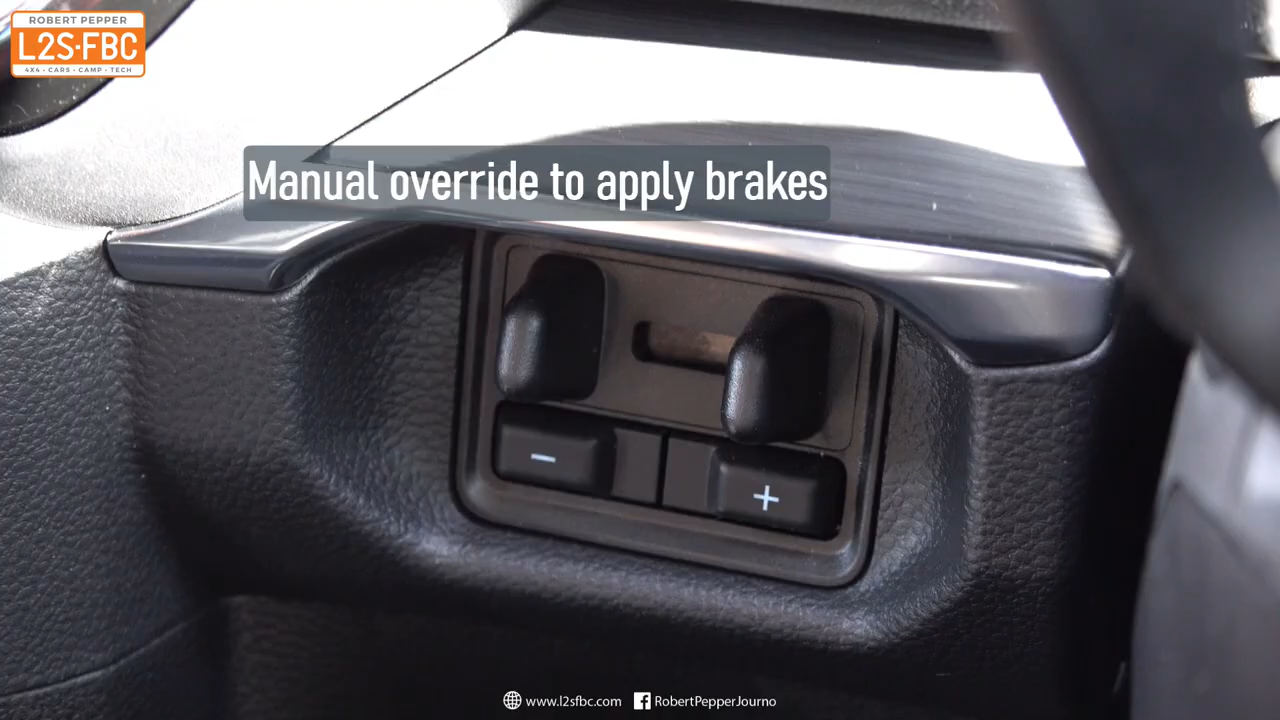 ROBERT PEPPER
L2S·FBC
4X4 · CARS · CAMP · TECH
Manual override to apply brakes
−
+
www.l2sfbc.com RobertPepperJourno